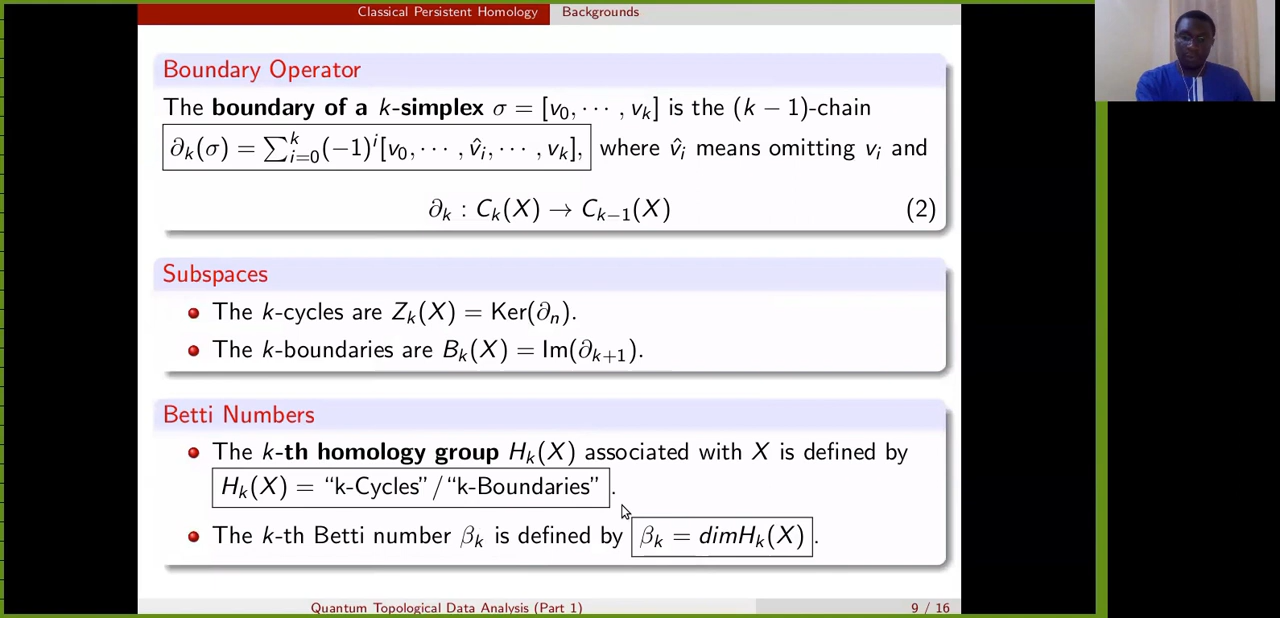 Classical Persistent Homology Backgrounds
Boundary Operator
The boundary of a k-simplex σ = [v₀, ⋯ , vₖ] is the (k − 1)-chain
∂ₖ(σ) = ∑ᵢ₌₀ᵏ(−1)ⁱ[v₀, ⋯ , v̂ᵢ, ⋯ , vₖ], where v̂ᵢ means omitting vᵢ and
∂ₖ : Cₖ(X) → Cₖ₋₁(X) (2)
Subspaces
The k-cycles are Zₖ(X) = Ker(∂ₙ).
The k-boundaries are Bₖ(X) = Im(∂ₖ₊₁).
Betti Numbers
The k-th homology group Hₖ(X) associated with X is defined by
Hₖ(X) = “k-Cycles”/“k-Boundaries” .
The k-th Betti number βₖ is defined by βₖ = dimHₖ(X) .
Quantum Topological Data Analysis (Part 1) 9 / 16